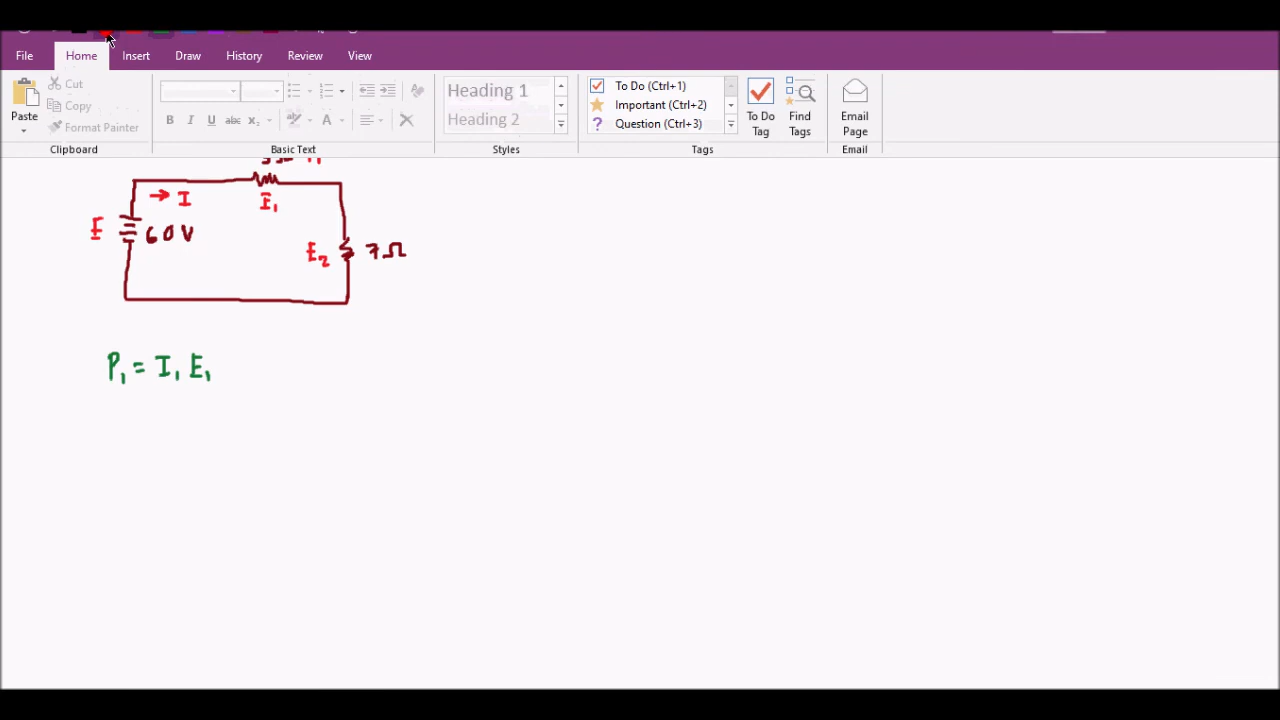 File Home Insert Draw History Review View
Paste Cut Copy Format Painter
B I U abc x A
Heading 1
Heading 2
To Do (Ctrl+1)
Important (Ctrl+2)
? Question (Ctrl+3)
To Do Tag
Find Tags
Email Page
Clipboard Basic Text Styles Tags Email
→ I
E₁
E 60V
E₂ 7Ω
P₁ = I₁ E₁